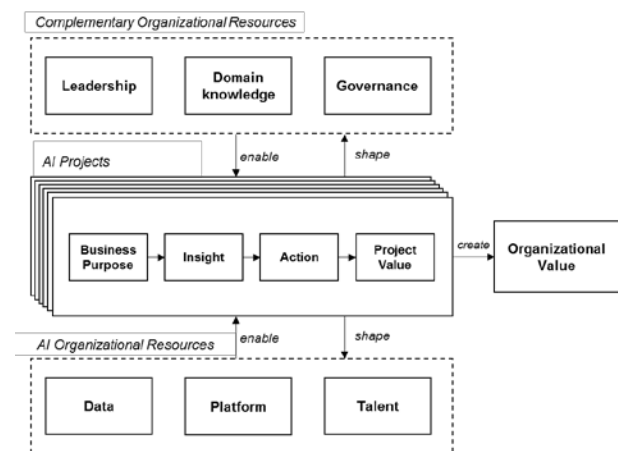 Complementary Organizational Resources
Leadership
Domain
knowledge
Governance
enable
shape
AI Projects
Business
Purpose
Insight
Action
Project
Value
create
Organizational
Value
AI Organizational Resources
enable
shape
Data
Platform
Talent